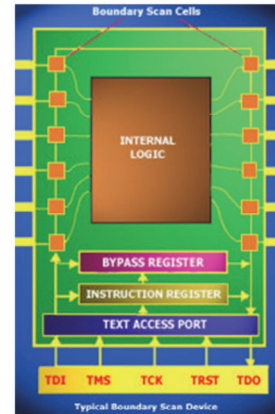 Boundary Scan Cells
INTERNAL
LOGIC
BYPASS REGISTER
INSTRUCTION REGISTER
TEXT ACCESS PORT
TDI TMS TCK TRST TDO
Typical Boundary Scan Device